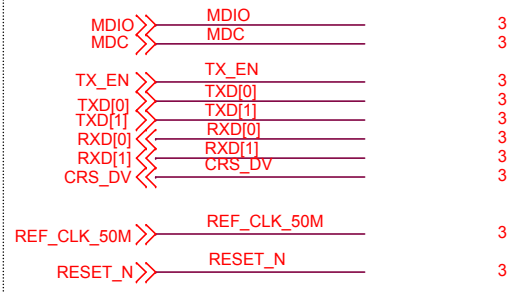 MDIO MDIO 3
MDC MDC 3
TX_EN TX_EN 3
TXD[0] TXD[0] 3
TXD[1] TXD[1] 3
RXD[0] RXD[0] 3
RXD[1] RXD[1] 3
CRS_DV CRS_DV 3
REF_CLK_50M REF_CLK_50M 3
RESET_N RESET_N 3